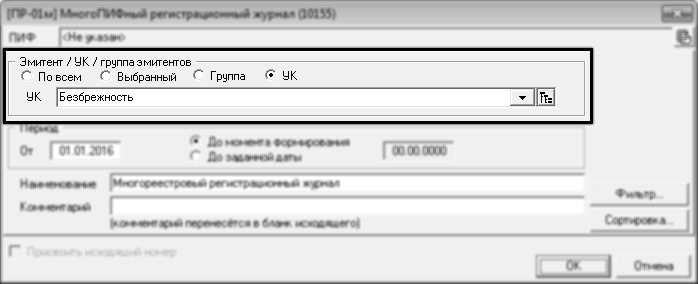 [ПР-01м] МногоПИФный регистрационный журнал (10155)
ПИФ <Не указан>
Эмитент / УК / группа эмитентов
По всем Выбранный Группа УК
УК Безбрежность
Период
До момента формирования
От 01.01.2016 00.00.0000
До заданной даты
Наименование Многореестровый регистрационный журнал
Комментарий
(комментарий перенесётся в бланк исходящего)
Фильтр...
Сортировка...
Присвоить исходящий номер
OK Отмена